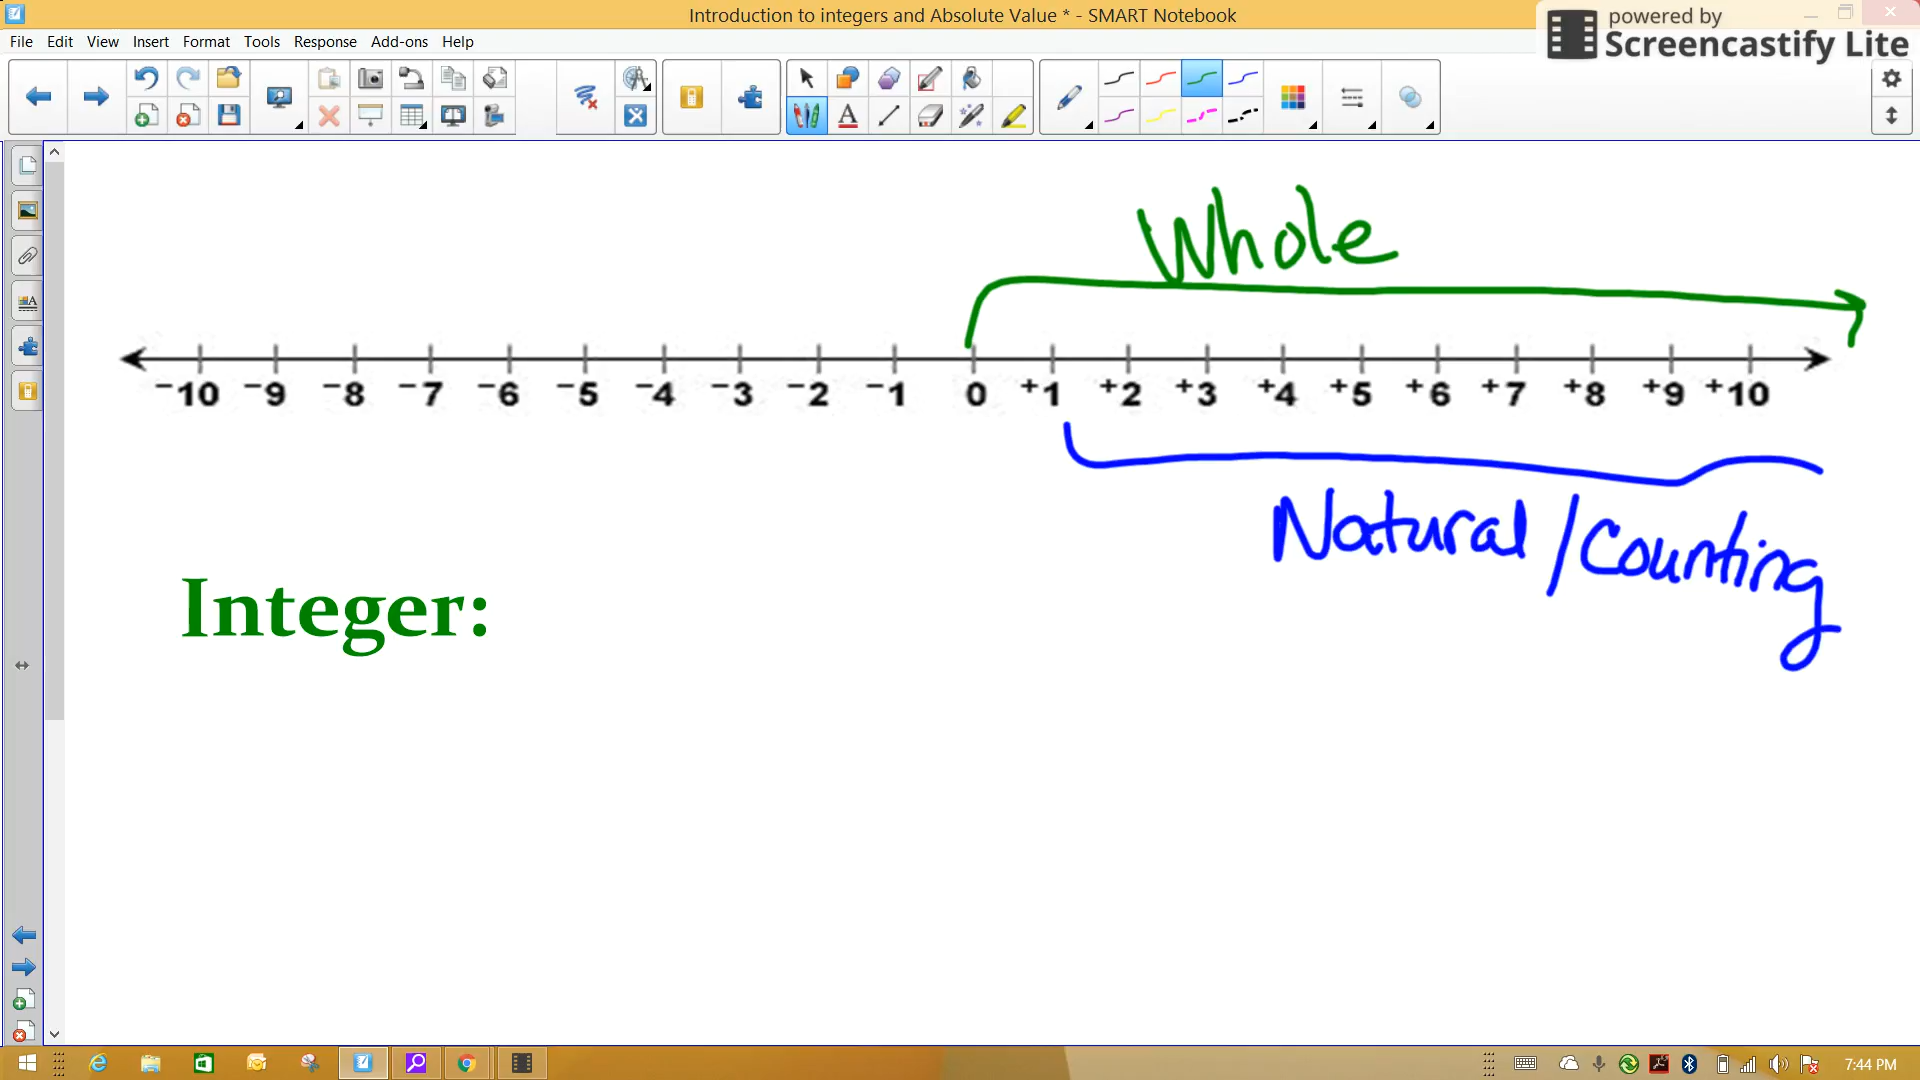 Introduction to integers and Absolute Value * - SMART Notebook
powered by
Screencastify Lite
File Edit View Insert Format Tools Response Add-ons Help
Whole
-10 -9 -8 -7 -6 -5 -4 -3 -2 -1 0 +1 +2 +3 +4 +5 +6 +7 +8 +9 +10
Natural/Counting
Integer:
7:44 PM